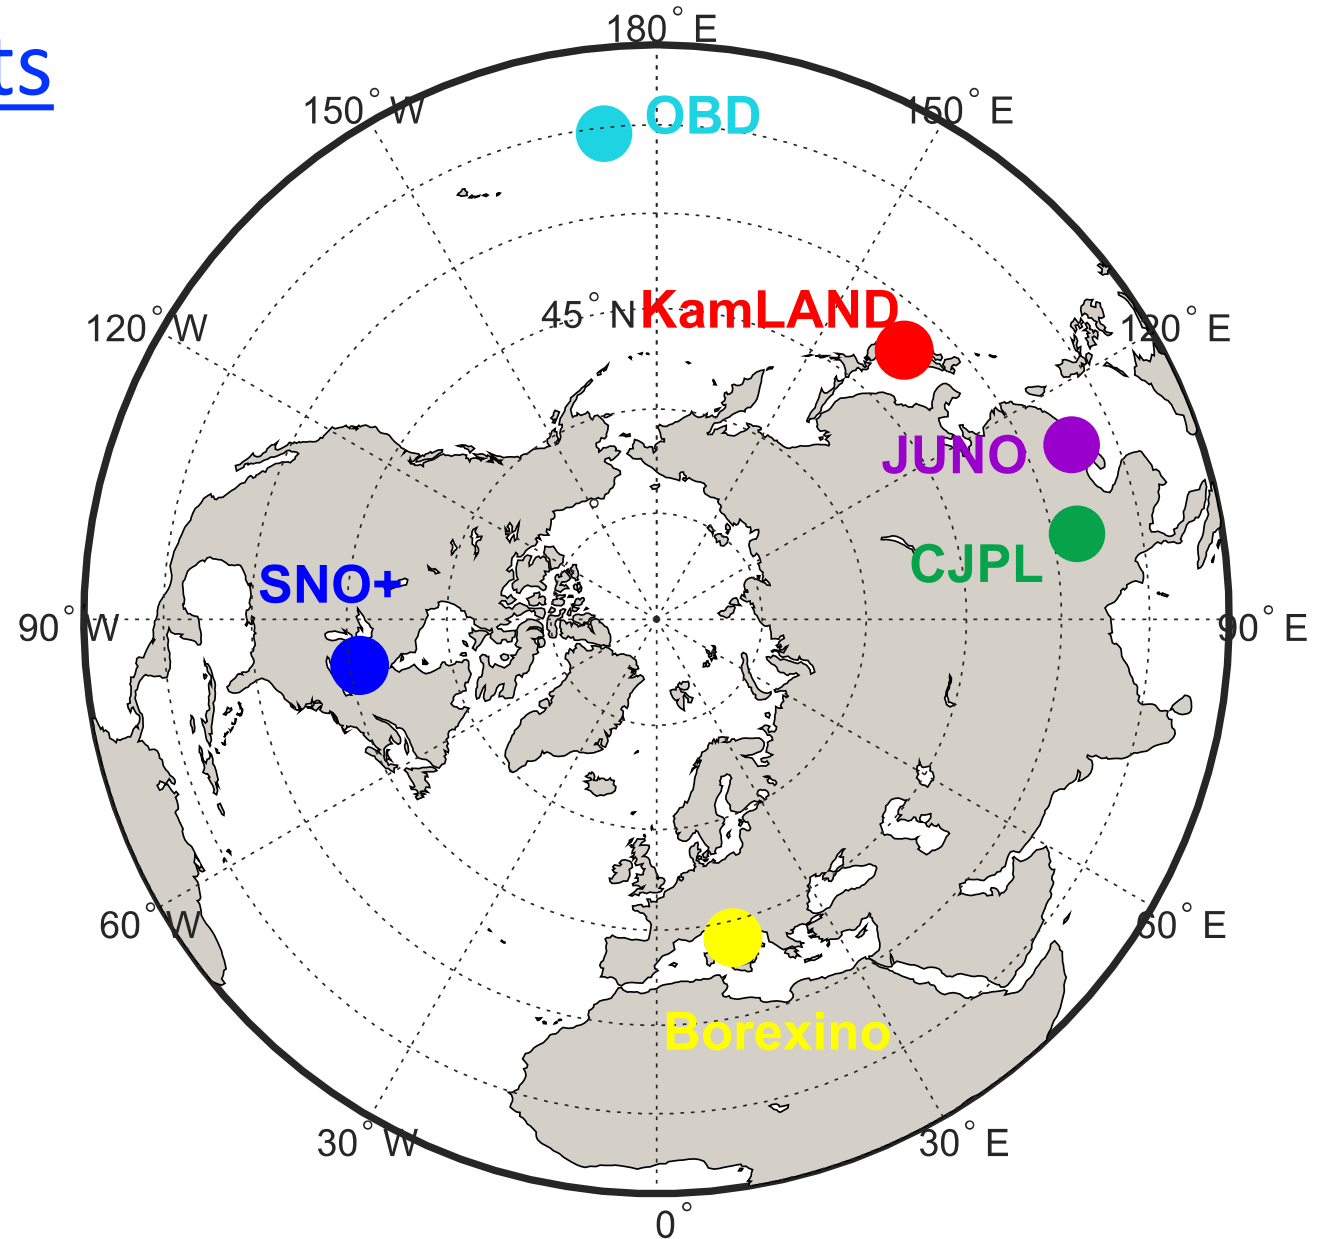 ts
180° E
150° W
OBD
150° E
120° W
45° N
KamLAND
120° E
JUNO
CJPL
SNO+
90° W
90° E
60° W
60° E
Borexino
30° W
30° E
0°